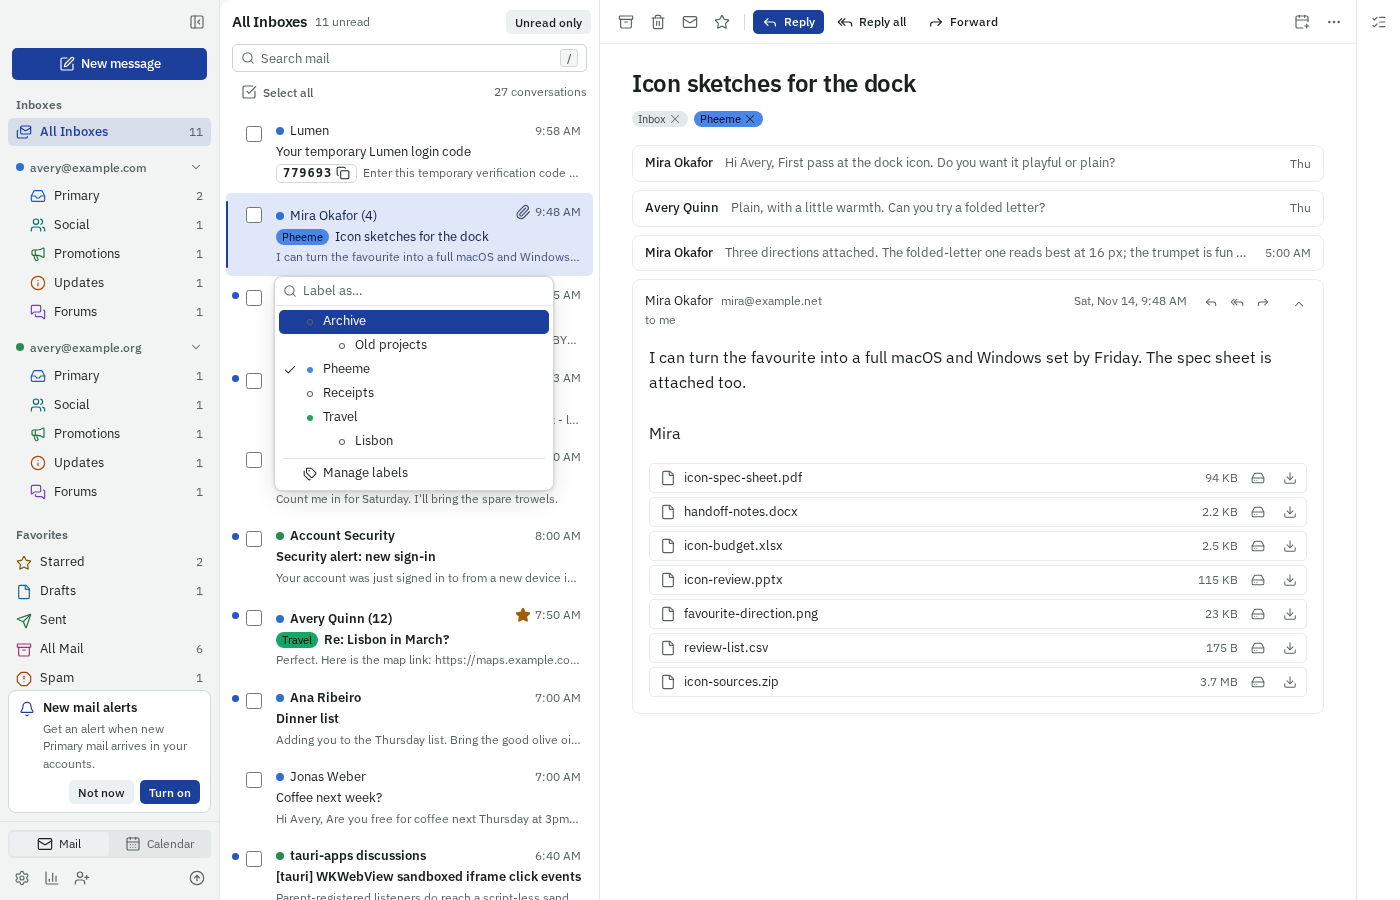 New message
Inboxes
All Inboxes 11
avery@example.com
Primary 2
Social 1
Promotions 1
Updates 1
Forums 1
avery@example.org
Primary 1
Social 1
Promotions 1
Updates 1
Forums 1
Favorites
Starred 2
Drafts 1
Sent
All Mail 6
Spam 1
New mail alerts
Get an alert when new
Primary mail arrives in your
accounts.
Not now Turn on
Mail Calendar
All Inboxes 11 unread Unread only
Search mail /
Select all 27 conversations
Lumen 9:58 AM
Your temporary Lumen login code
779693 Enter this temporary verification code ...
Mira Okafor (4) 9:48 AM
Pheeme Icon sketches for the dock
I can turn the favourite into a full macOS and Windows...
Label as...
Archive
Old projects
Pheeme
Receipts
Travel
Lisbon
Manage labels
5 AM
BY...
3 AM
- l...
0 AM
Count me in for Saturday. I'll bring the spare trowels.
Account Security 8:00 AM
Security alert: new sign-in
Your account was just signed in to from a new device i...
Avery Quinn (12) 7:50 AM
Travel Re: Lisbon in March?
Perfect. Here is the map link: https://maps.example.co...
Ana Ribeiro 7:00 AM
Dinner list
Adding you to the Thursday list. Bring the good olive oi...
Jonas Weber 7:00 AM
Coffee next week?
Hi Avery, Are you free for coffee next Thursday at 3pm...
tauri-apps discussions 6:40 AM
[tauri] WKWebView sandboxed iframe click events
Parent-registered listeners do reach a script-less sand...
Reply Reply all Forward
Icon sketches for the dock
Inbox Pheeme
Mira Okafor Hi Avery, First pass at the dock icon. Do you want it playful or plain? Thu
Avery Quinn Plain, with a little warmth. Can you try a folded letter? Thu
Mira Okafor Three directions attached. The folded-letter one reads best at 16 px; the trumpet is fun ... 5:00 AM
Mira Okafor mira@example.net Sat, Nov 14, 9:48 AM
to me
I can turn the favourite into a full macOS and Windows set by Friday. The spec sheet is
attached too.
Mira
icon-spec-sheet.pdf 94 KB
handoff-notes.docx 2.2 KB
icon-budget.xlsx 2.5 KB
icon-review.pptx 115 KB
favourite-direction.png 23 KB
review-list.csv 175 B
icon-sources.zip 3.7 MB